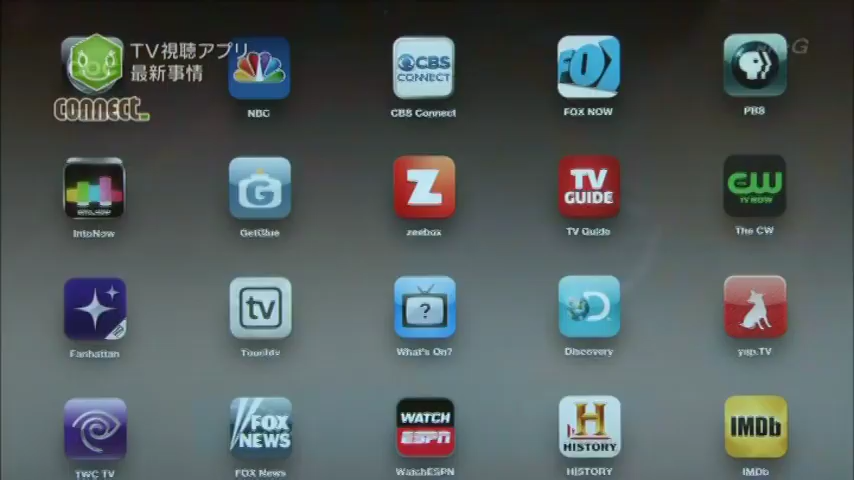 TV視聴アプリ
最新事情
CONNECT.
NHK G
NBC
CBS
CONNECT
CBS Connect
FOX
FOX NOW
PBS
IntoNow
G
GetGlue
Z
zeebox
TV
GUIDE
TV Guide
CW
TV NOW
The CW
Fanhattan
tv
?
What's On?
D
Discovery
yap.TV
TWC TV
FOX
NEWS
FOX News
WATCH
ESPN
WatchESPN
H
HISTORY
HISTORY
IMDb
IMDb